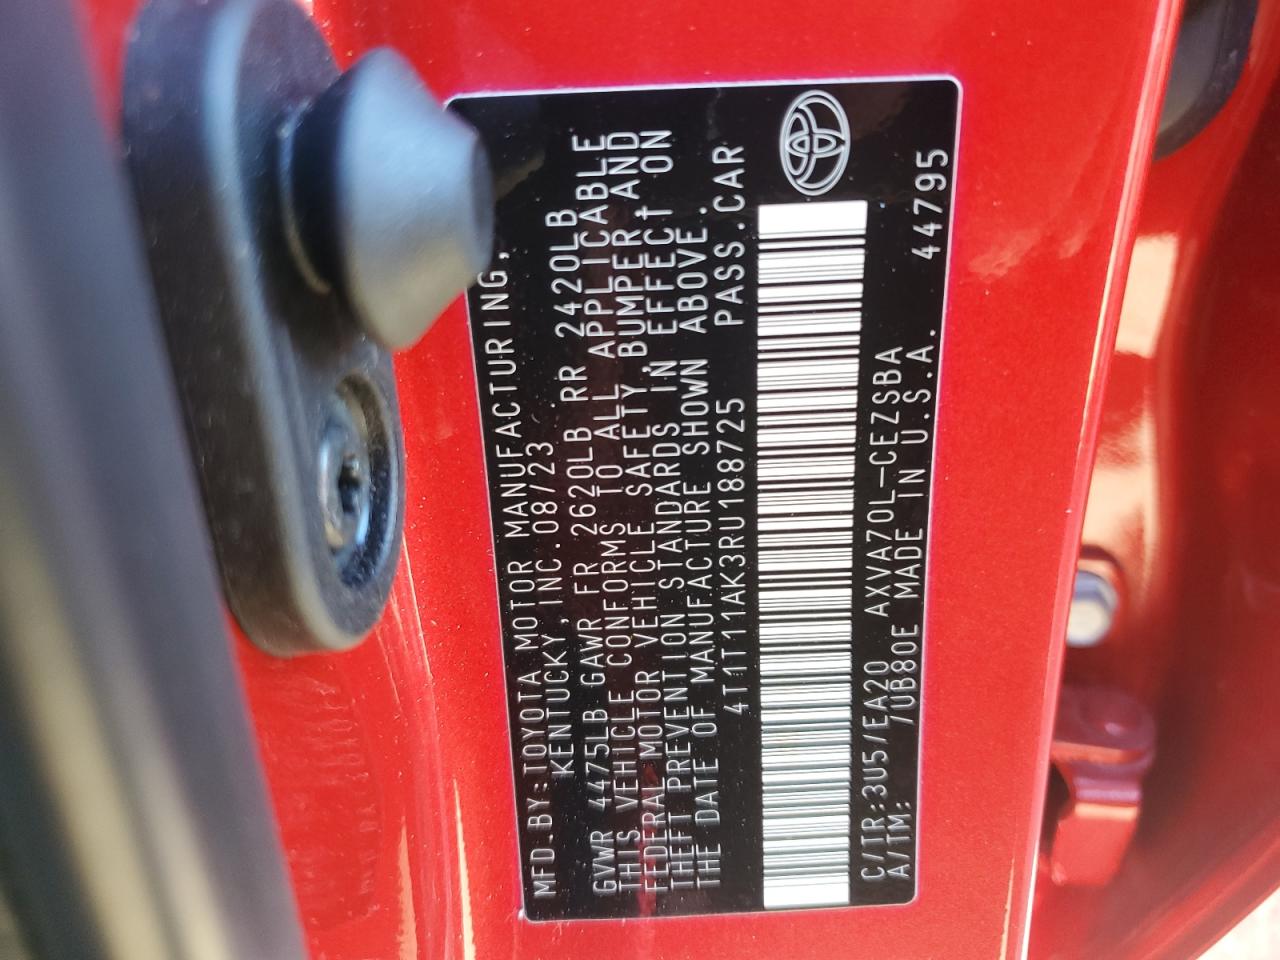 MFD.BY:TOYOTA MOTOR MANUFACTURING,
KENTUCKY,INC.08/23
GVWR 4475LB GAWR FR 2620LB RR 2420LB
THIS VEHICLE CONFORMS TO ALL APPLICABLE
FEDERAL MOTOR VEHICLE SAFETY,BUMPER AND
THEFT PREVENTION STANDARDS IN EFFECT ON
THE DATE OF MANUFACTURE SHOWN ABOVE.
4T1T11AK3RU188725 PASS.CAR
C/TR:3U5/EA20 AXVA70L-CEZSBA
A/TM: /UB80E MADE IN U.S.A. 44795